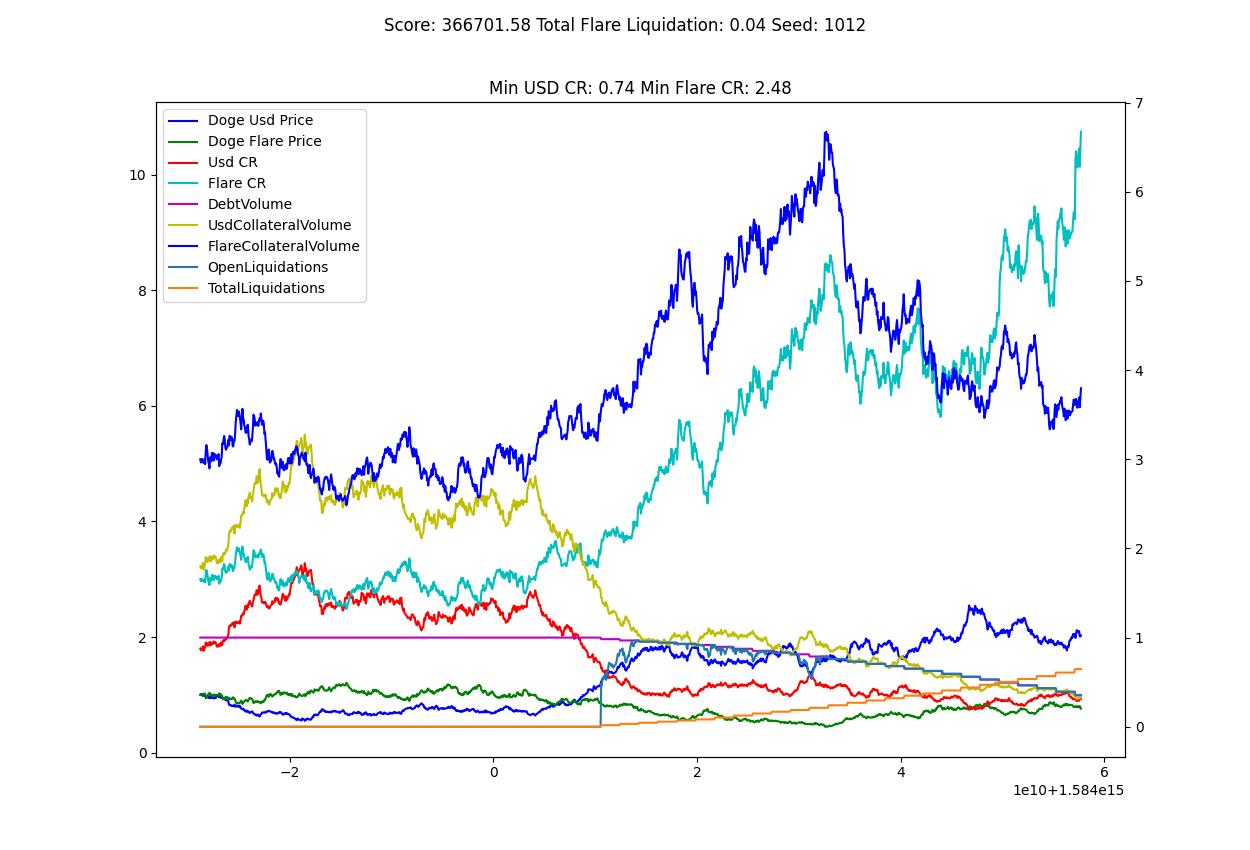 Score: 366701.58 Total Flare Liquidation: 0.04 Seed: 1012
Min USD CR: 0.74 Min Flare CR: 2.48
Doge Usd Price
Doge Flare Price
Usd CR
Flare CR
DebtVolume
UsdCollateralVolume
FlareCollateralVolume
OpenLiquidations
TotalLiquidations
10
8
6
4
2
0
7
6
5
4
3
2
1
0
−2
0
2
4
6
1e10+1.584e15